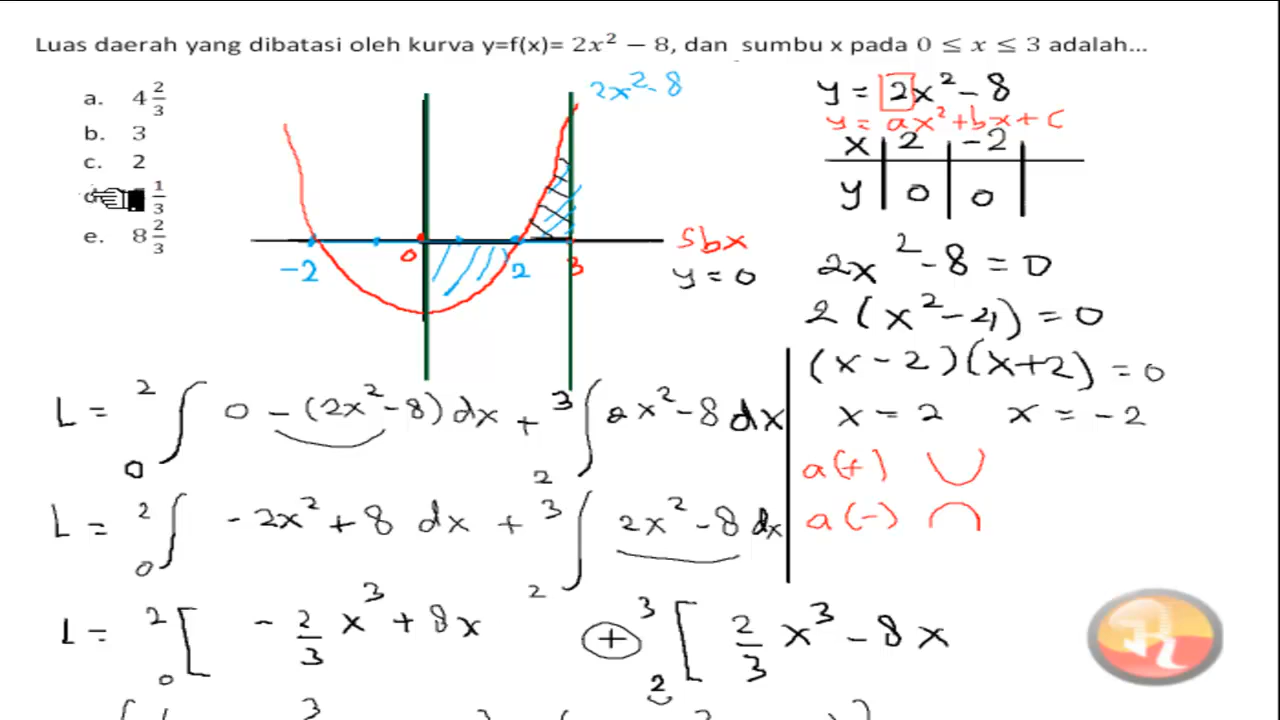 Luas daerah yang dibatasi oleh kurva y=f(x)= 2x² − 8, dan sumbu x pada 0 ≤ x ≤ 3 adalah...
a. 4 2/3
b. 3
c. 2
1/3
e. 8 2/3
2x²-8
-2 0 2 3
sbx
y = 0
y = 2x² - 8
y = ax² + bx + c
x | 2 | -2 |
y | 0 | 0 |
2x² - 8 = 0
2(x² - 4) = 0
(x - 2)(x + 2) = 0
x = 2 x = -2
a(+)
a(-)
L = ₀²∫ 0 - (2x² - 8) dx + ₂³∫ 2x² - 8 dx
L = ₀²∫ -2x² + 8 dx + ₂³∫ 2x² - 8 dx
L = ₀²[ -2/3 x³ + 8x + ₂³[ 2/3 x³ - 8x